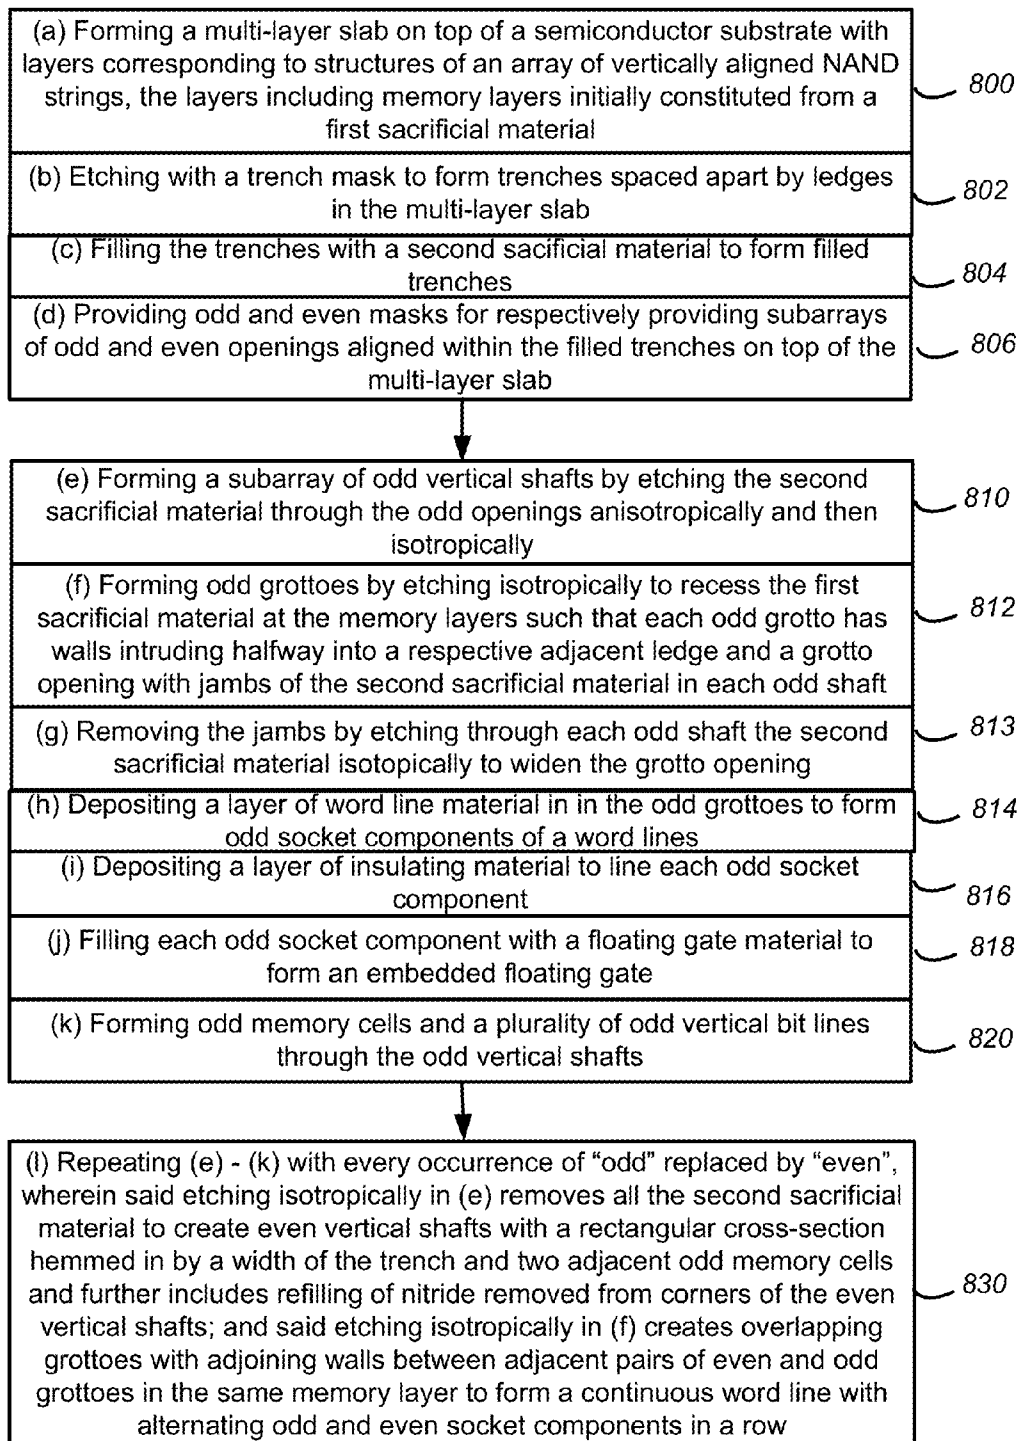 (a) Forming a multi-layer slab on top of a semiconductor substrate with
layers corresponding to structures of an array of vertically aligned NAND
strings, the layers including memory layers initially constituted from a
first sacrificial material
800
(b) Etching with a trench mask to form trenches spaced apart by ledges
in the multi-layer slab
802
(c) Filling the trenches with a second sacificial material to form filled
trenches
804
(d) Providing odd and even masks for respectively providing subarrays
of odd and even openings aligned within the filled trenches on top of the
multi-layer slab
806
(e) Forming a subarray of odd vertical shafts by etching the second
sacrificial material through the odd openings anisotropically and then
isotropically
810
(f) Forming odd grottoes by etching isotropically to recess the first
sacrificial material at the memory layers such that each odd grotto has
walls intruding halfway into a respective adjacent ledge and a grotto
opening with jambs of the second sacrificial material in each odd shaft
812
(g) Removing the jambs by etching through each odd shaft the second
sacrificial material isotopically to widen the grotto opening
813
(h) Depositing a layer of word line material in in the odd grottoes to form
odd socket components of a word lines
814
(i) Depositing a layer of insulating material to line each odd socket
component
816
(j) Filling each odd socket component with a floating gate material to
form an embedded floating gate
818
(k) Forming odd memory cells and a plurality of odd vertical bit lines
through the odd vertical shafts
820
(l) Repeating (e) - (k) with every occurrence of “odd” replaced by “even”,
wherein said etching isotropically in (e) removes all the second sacrificial
material to create even vertical shafts with a rectangular cross-section
hemmed in by a width of the trench and two adjacent odd memory cells
and further includes refilling of nitride removed from corners of the even
vertical shafts; and said etching isotropically in (f) creates overlapping
grottoes with adjoining walls between adjacent pairs of even and odd
grottoes in the same memory layer to form a continuous word line with
alternating odd and even socket components in a row
830